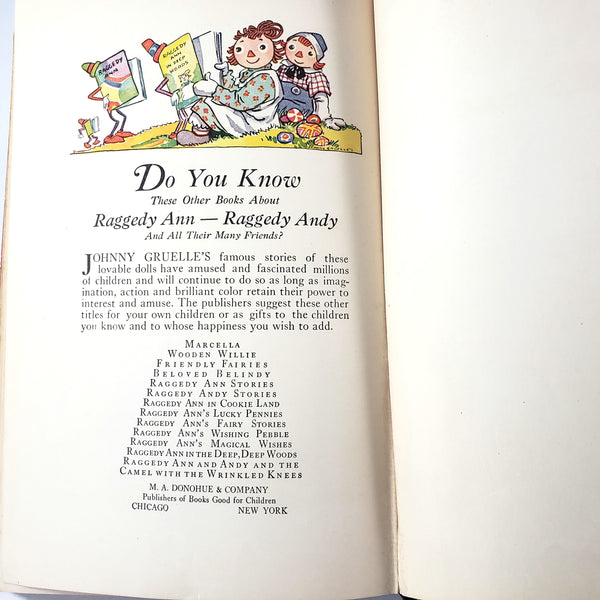 RAGGEDY ANN
RAGGEDY ANN IN DEEP WOODS
Do You Know
These Other Books About
Raggedy Ann — Raggedy Andy
And All Their Many Friends?
JOHNNY GRUELLE'S famous stories of these
lovable dolls have amused and fascinated millions
of children and will continue to do so as long as imag-
ination, action and brilliant color retain their power to
interest and amuse. The publishers suggest these other
titles for your own children or as gifts to the children
you know and to whose happiness you wish to add.
MARCELLA
WOODEN WILLIE
FRIENDLY FAIRIES
BELOVED BELINDY
RAGGEDY ANN STORIES
RAGGEDY ANDY STORIES
RAGGEDY ANN IN COOKIE LAND
RAGGEDY ANN'S LUCKY PENNIES
RAGGEDY ANN'S FAIRY STORIES
RAGGEDY ANN'S WISHING PEBBLE
RAGGEDY ANN'S MAGICAL WISHES
RAGGEDY ANN IN THE DEEP, DEEP WOODS
RAGGEDY ANN AND ANDY AND THE
CAMEL WITH THE WRINKLED KNEES
M. A. DONOHUE & COMPANY
Publishers of Books Good for Children
CHICAGO NEW YORK